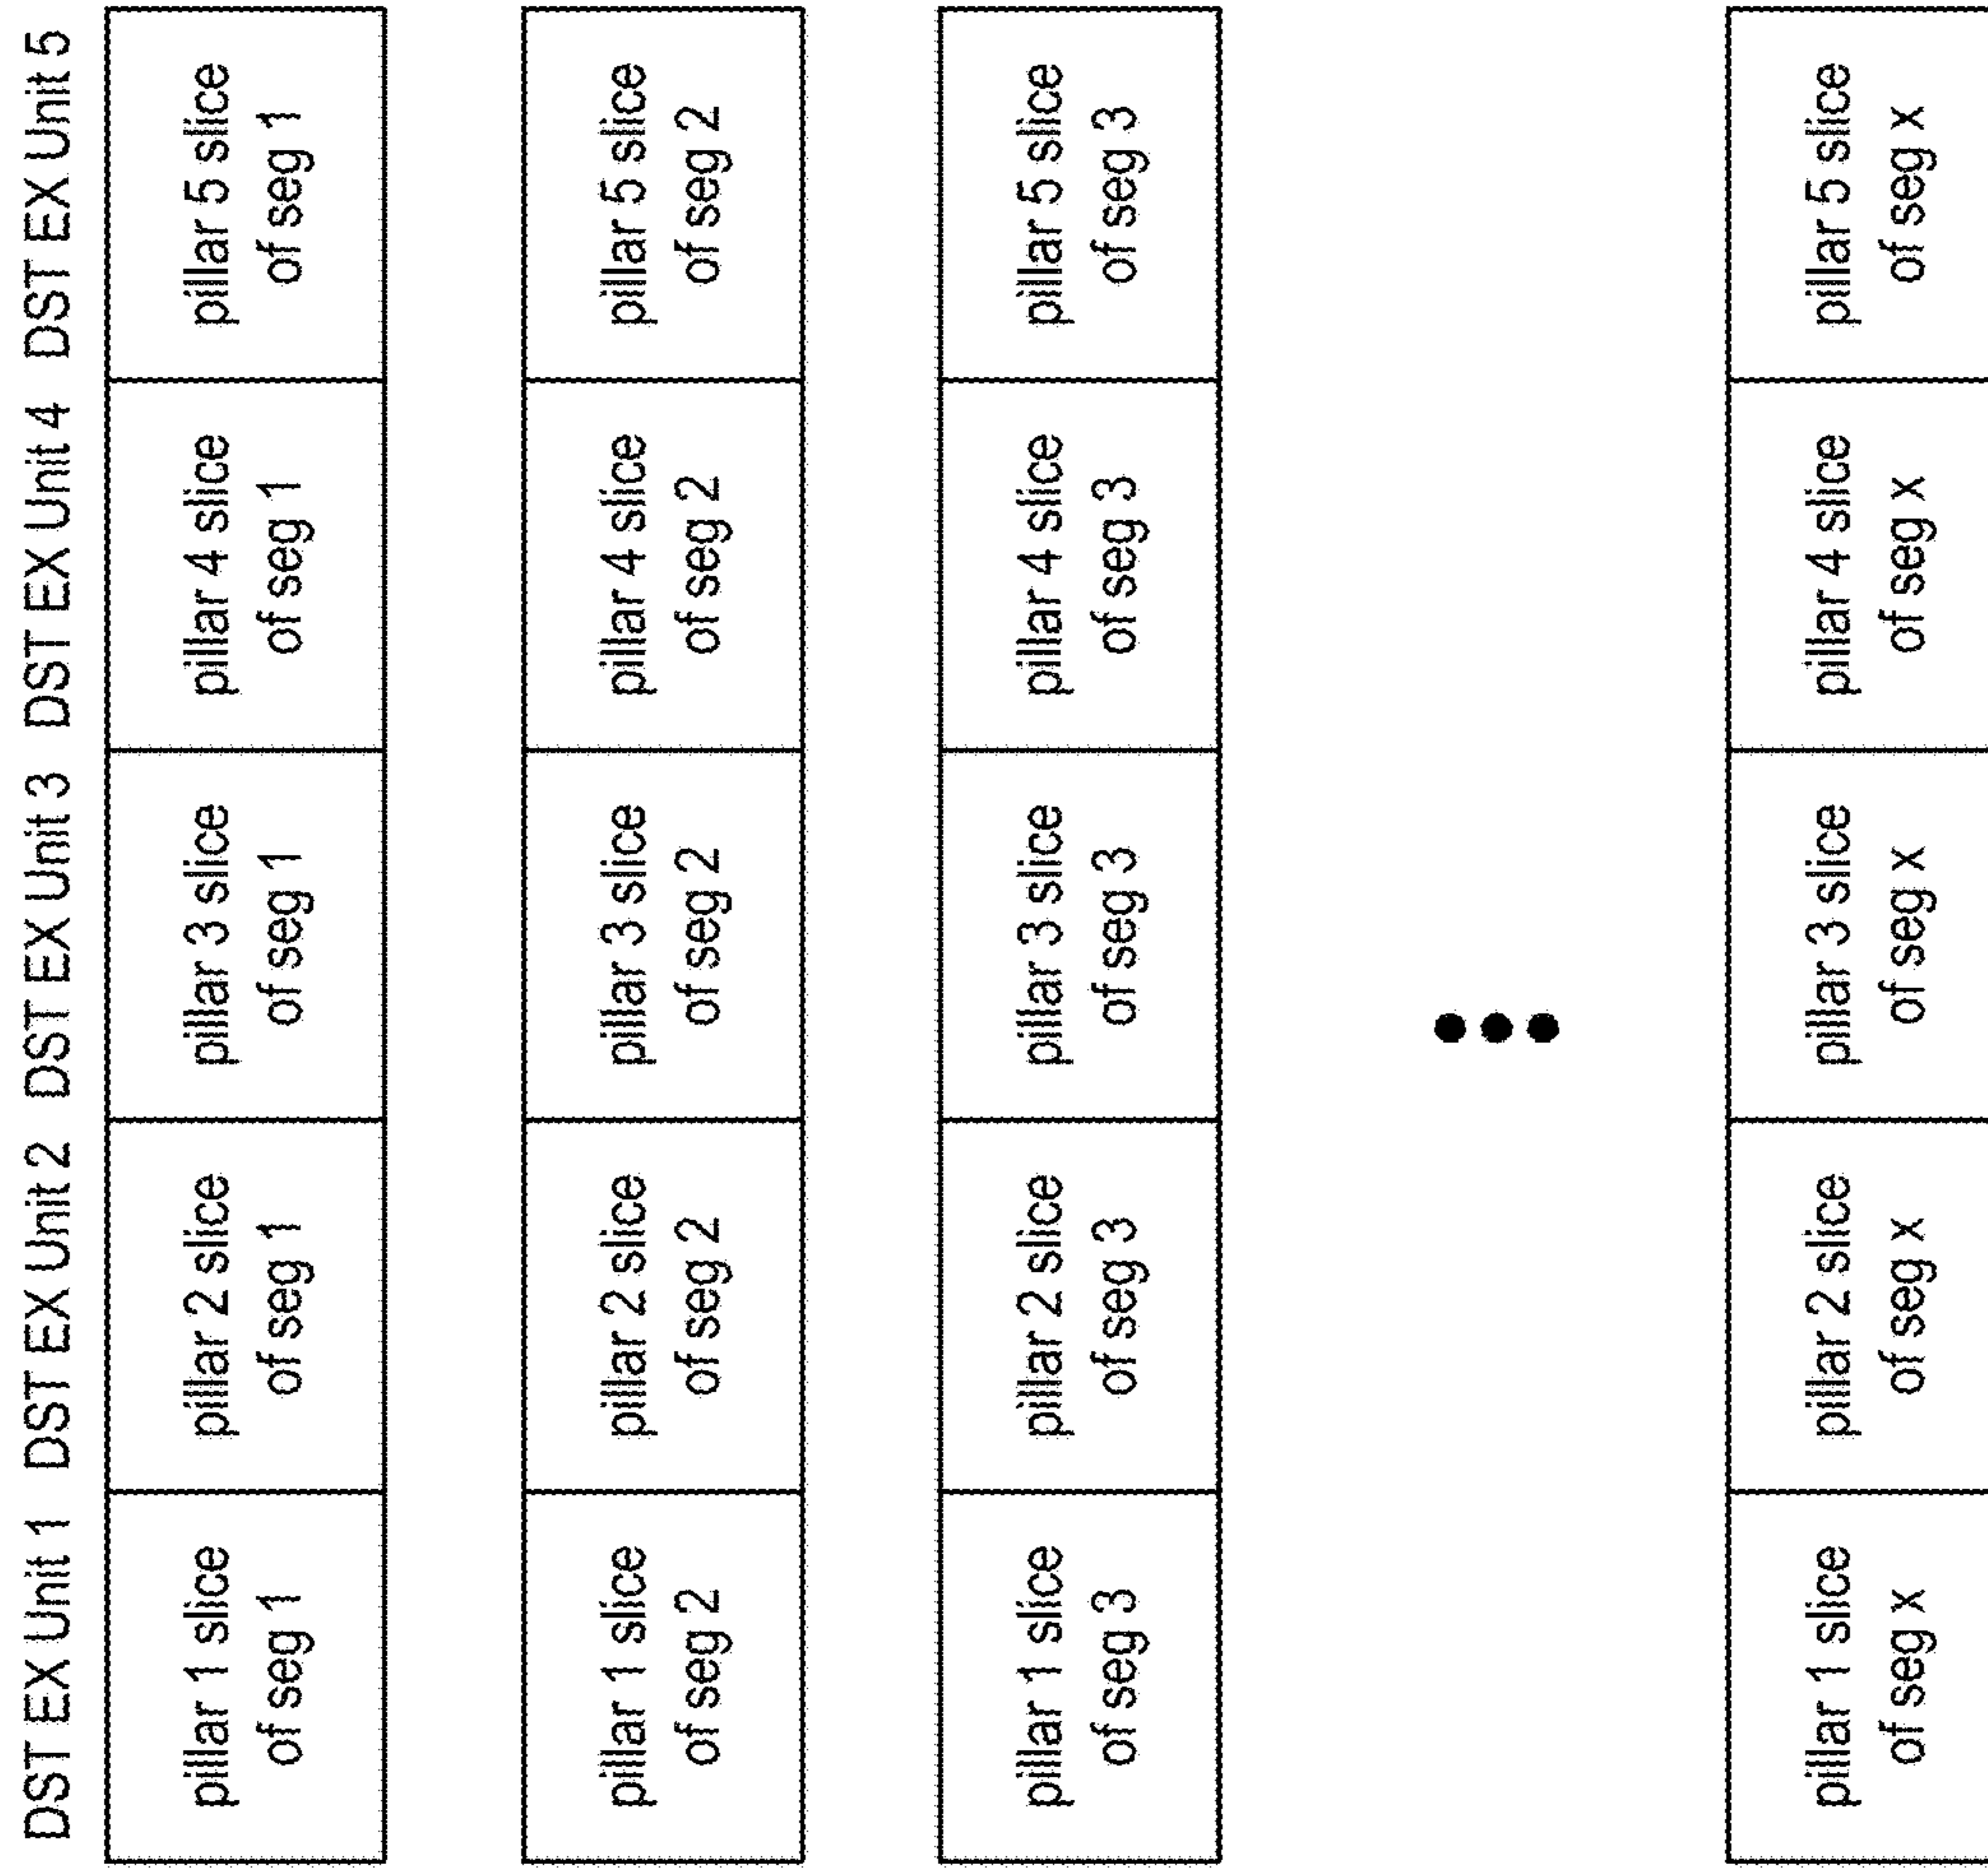 DST EX Unit 1 DST EX Unit 2 DST EX Unit 3 DST EX Unit 4 DST EX Unit 5
pillar 1 slice
of seg 1
pillar 2 slice
of seg 1
pillar 3 slice
of seg 1
pillar 4 slice
of seg 1
pillar 5 slice
of seg 1
pillar 1 slice
of seg 2
pillar 2 slice
of seg 2
pillar 3 slice
of seg 2
pillar 4 slice
of seg 2
pillar 5 slice
of seg 2
pillar 1 slice
of seg 3
pillar 2 slice
of seg 3
pillar 3 slice
of seg 3
pillar 4 slice
of seg 3
pillar 5 slice
of seg 3
pillar 1 slice
of seg x
pillar 2 slice
of seg x
pillar 3 slice
of seg x
pillar 4 slice
of seg x
pillar 5 slice
of seg x